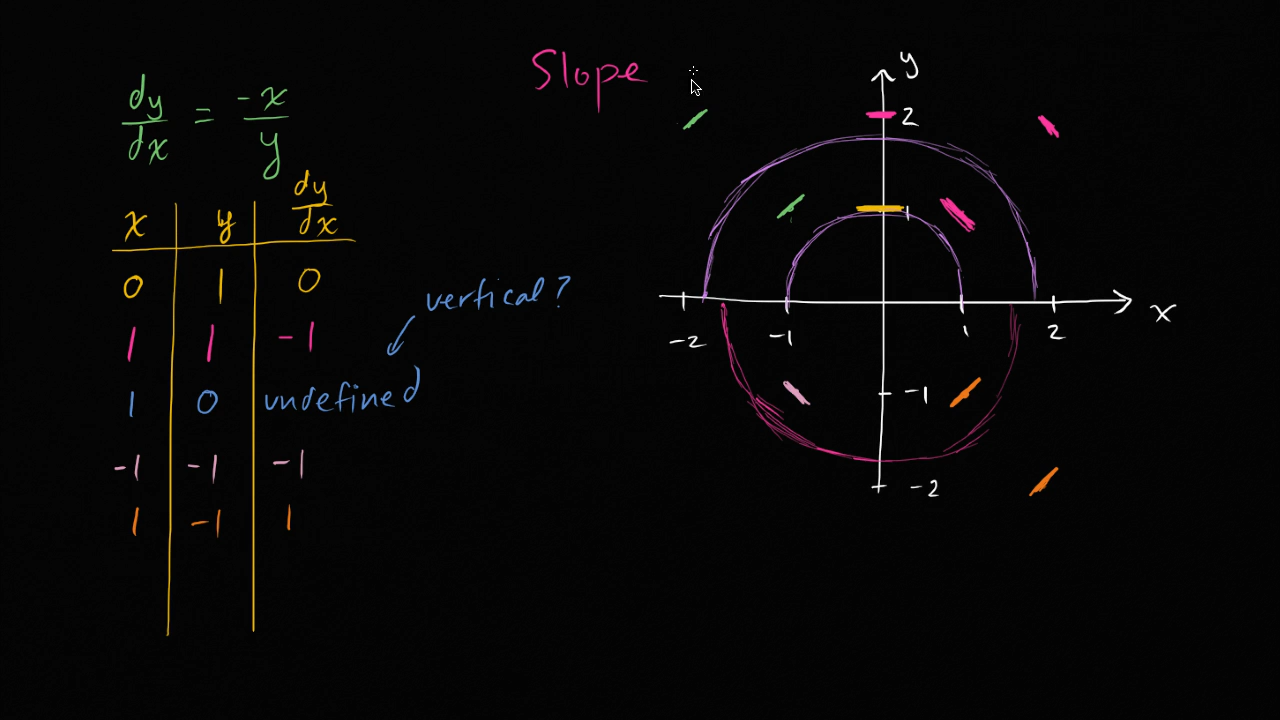 Slope
dy/dx = -x/y
x y dy/dx
0 1 0
1 1 -1
1 0 undefined
vertical?
-1 -1 -1
1 -1 1
y
2
1
-2 -1 1 2 x
-1
-2